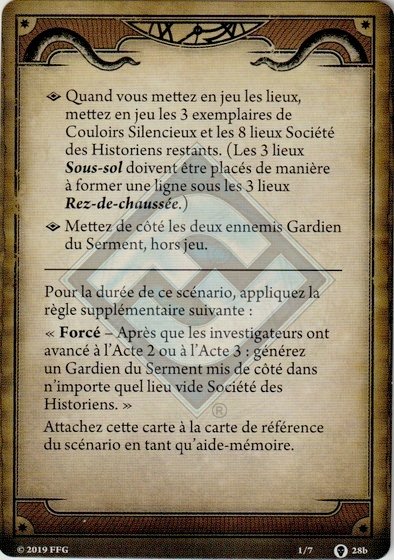 Quand vous mettez en jeu les lieux,
mettez en jeu les 3 exemplaires de
Couloirs Silencieux et les 8 lieux Société
des Historiens restants. (Les 3 lieux
Sous-sol doivent être placés de manière
à former une ligne sous les 3 lieux
Rez-de-chaussée.)
Mettez de côté les deux ennemis Gardien
du Serment, hors jeu.
Pour la durée de ce scénario, appliquez la
règle supplémentaire suivante :
« Forcé – Après que les investigateurs ont
avancé à l'Acte 2 ou à l'Acte 3 : générez
un Gardien du Serment mis de côté dans
n'importe quel lieu vide Société des
Historiens. »
Attachez cette carte à la carte de référence
du scénario en tant qu'aide-mémoire.
®
© 2019 FFG 1/7 28b